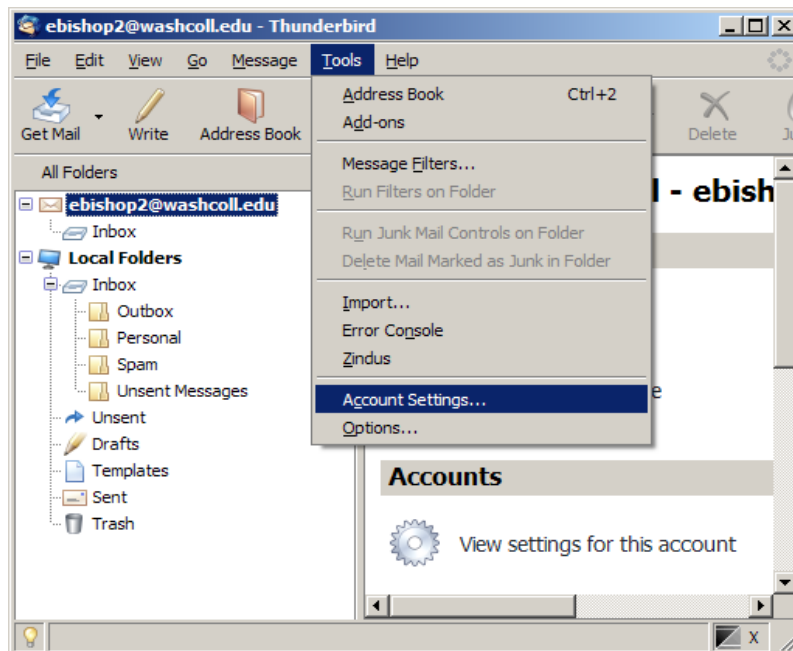 ebishop2@washcoll.edu - Thunderbird
File Edit View Go Message Tools Help
Get Mail Write Address Book Delete
Address Book Ctrl+2
Add-ons
Message Filters...
Run Filters on Folder
Run Junk Mail Controls on Folder
Delete Mail Marked as Junk in Folder
Import...
Error Console
Zindus
Account Settings...
Options...
All Folders
ebishop2@washcoll.edu
Inbox
Local Folders
Inbox
Outbox
Personal
Spam
Unsent Messages
Unsent
Drafts
Templates
Sent
Trash
l - ebish
e
Accounts
View settings for this account
X